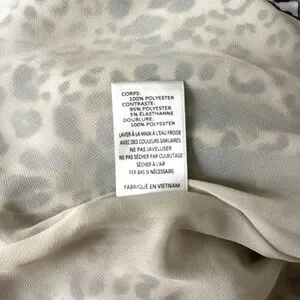 CORPS:
100% POLYESTER
CONTRASTE:
95% POLYESTER
5% ÉLASTHANNE
DOUBLURE:
100% POLYESTER
LAVER À LA MAIN À L'EAU FROIDE
AVEC DES COULEURS SIMILAIRES
NE PAS JAVELLISER
NE PAS SÉCHER PAR CULBUTAGE
SÉCHER À L'AIR
FER BAS SI NÉCESSAIRE
FABRIQUÉ EN VIETNAM